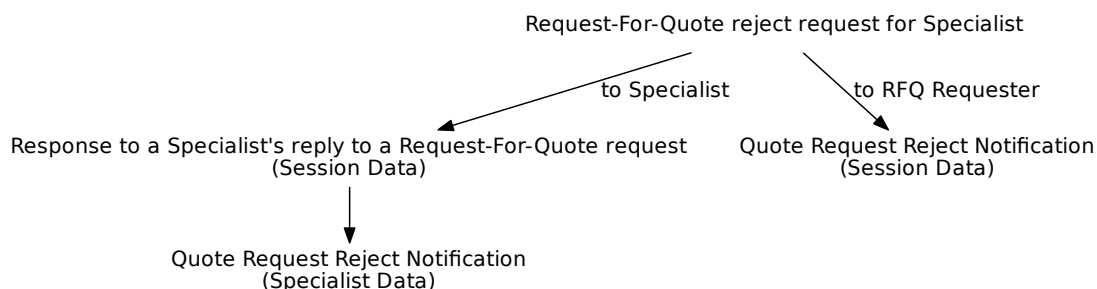 Request-For-Quote reject request for Specialist
to Specialist
to RFQ Requester
Response to a Specialist's reply to a Request-For-Quote request
(Session Data)
Quote Request Reject Notification
(Session Data)
Quote Request Reject Notification
(Specialist Data)